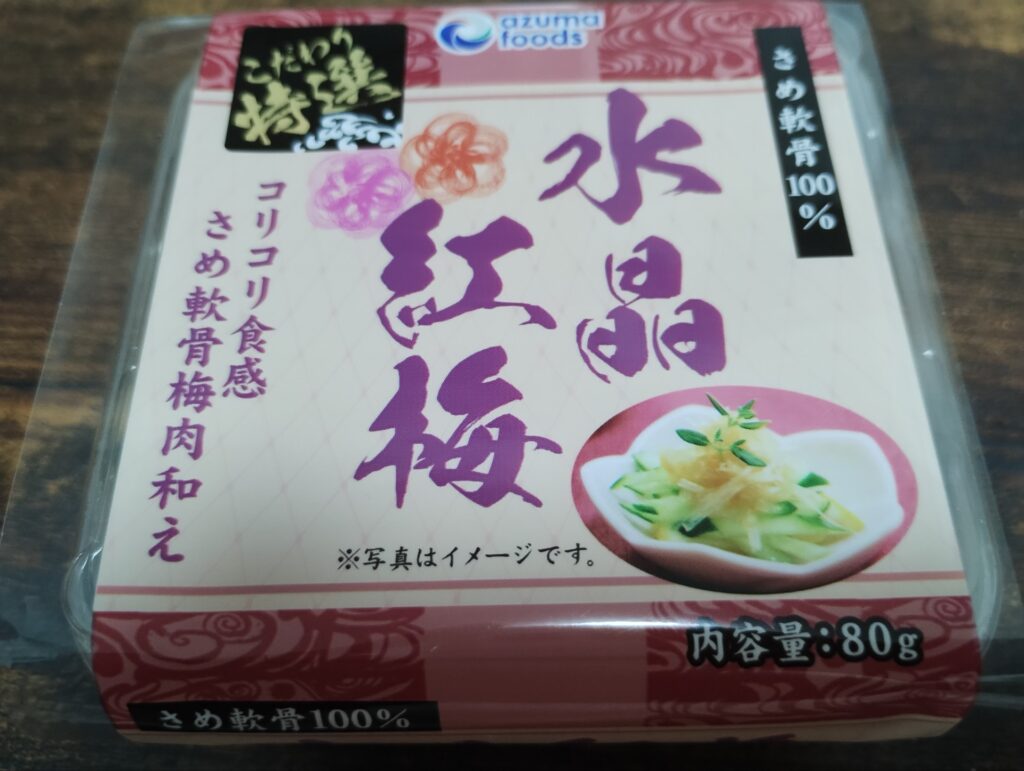 azuma
foods
こだわり
特選
さめ軟骨100%
水晶
紅梅
コリコリ食感
さめ軟骨梅肉和え
※写真はイメージです。
内容量:80g
さめ軟骨100%